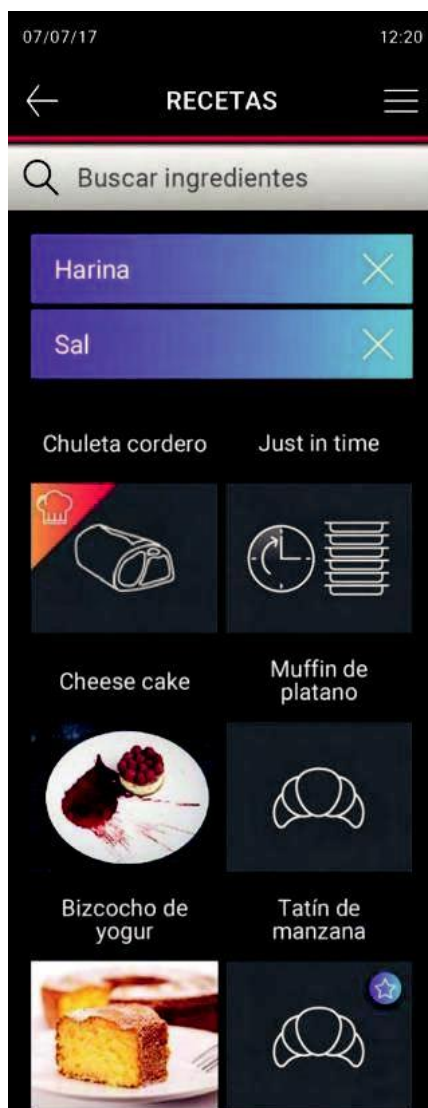 07/07/17 12:20
RECETAS
Buscar ingredientes
Harina
Sal
Chuleta cordero Just in time
Cheese cake Muffin de
platano
Bizcocho de Tatín de
yogur manzana